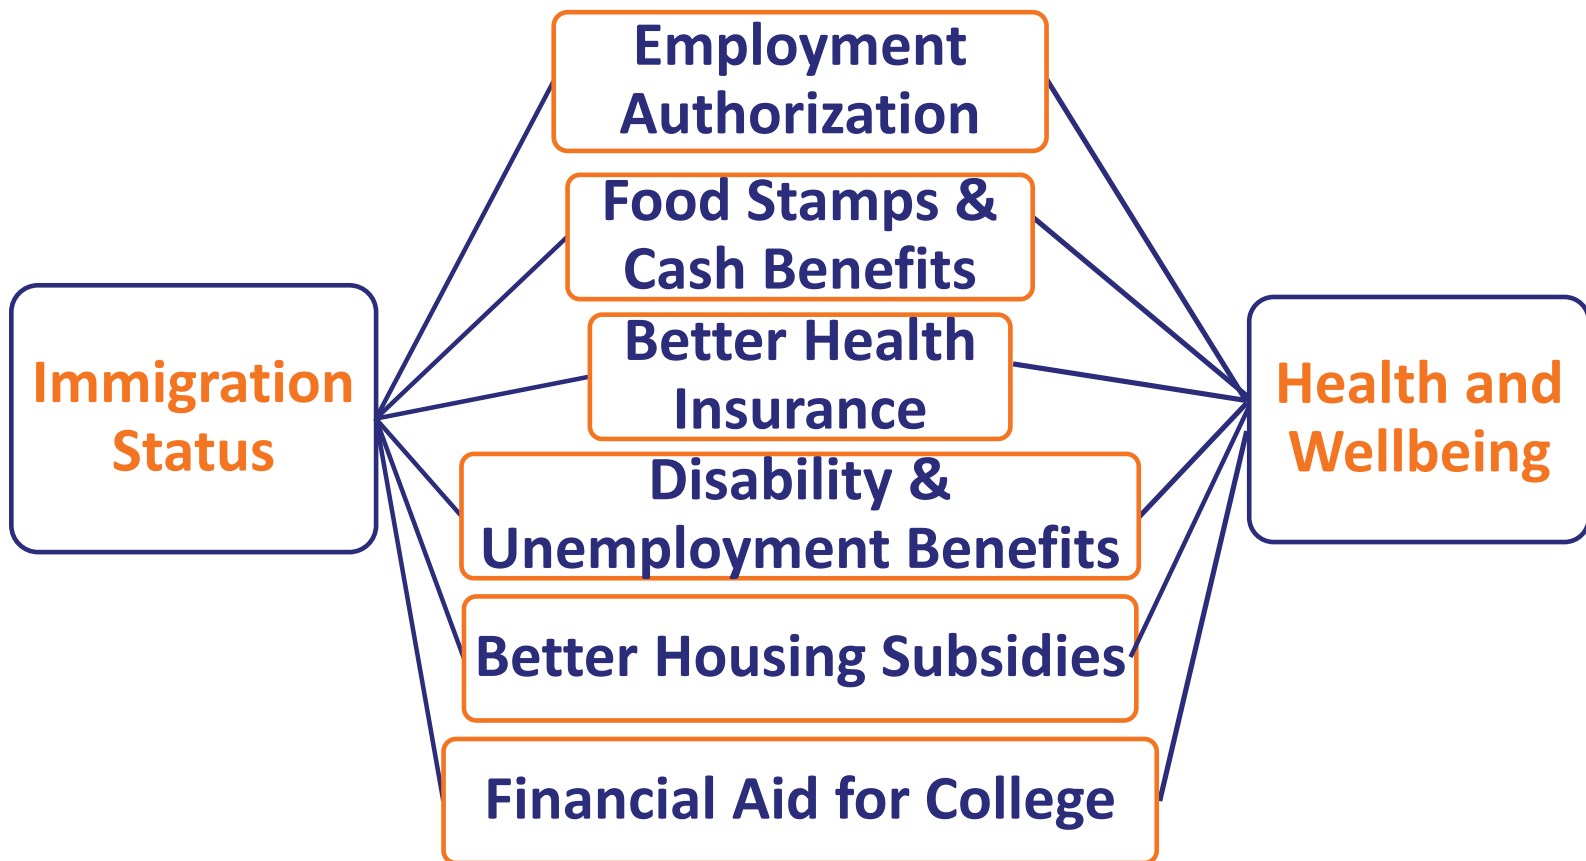 Employment
Authorization
Food Stamps &
Cash Benefits
Better Health
Insurance
Immigration
Status
Health and
Wellbeing
Disability &
Unemployment Benefits
Better Housing Subsidies
Financial Aid for College